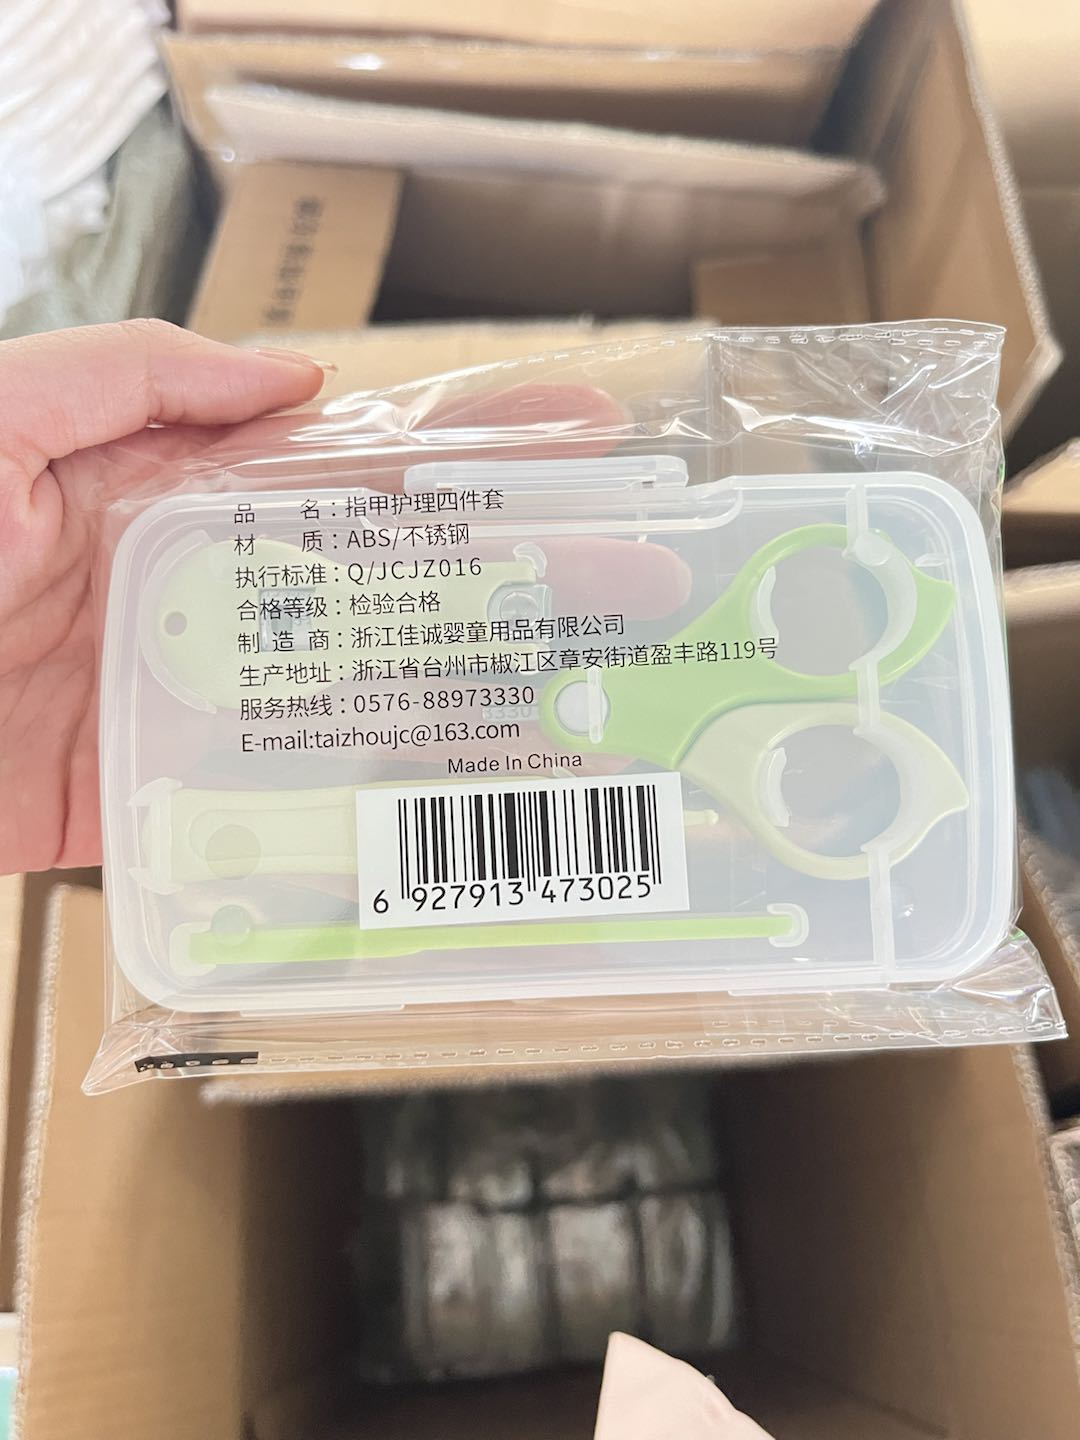 品 名：指甲护理四件套
材 质：ABS/不锈钢
执行标准：Q/JCJZ016
合格等级：检验合格
制 造 商：浙江佳诚婴童用品有限公司
生产地址：浙江省台州市椒江区章安街道盈丰路119号
服务热线：0576-88973330
E-mail:taizhoujc@163.com
Made In China
6 927913 473025